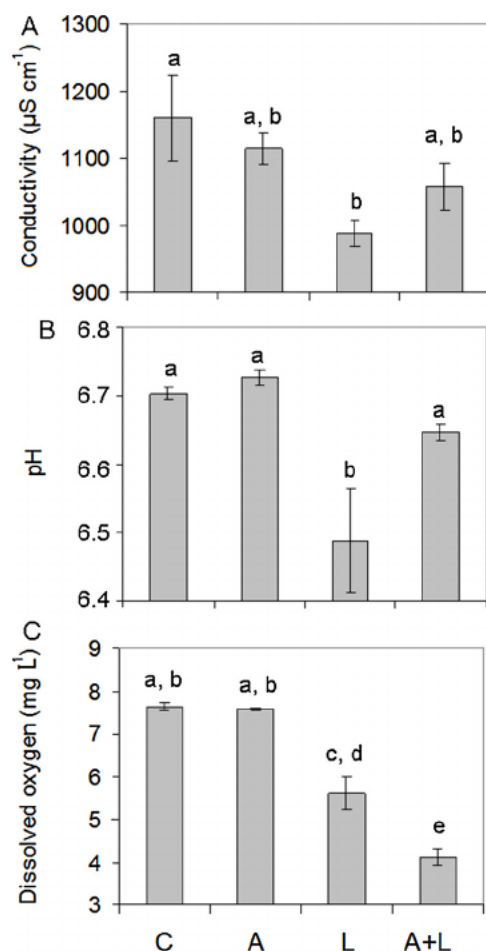 A
Conductivity (µS cm⁻¹)
1300
1200
1100
1000
900
a
a, b
b
a, b
B
pH
6.8
6.7
6.6
6.5
6.4
a
a
b
a
C
Dissolved oxygen (mg L¹)
9
8
7
6
5
4
3
a, b
a, b
c, d
e
C A L A+L